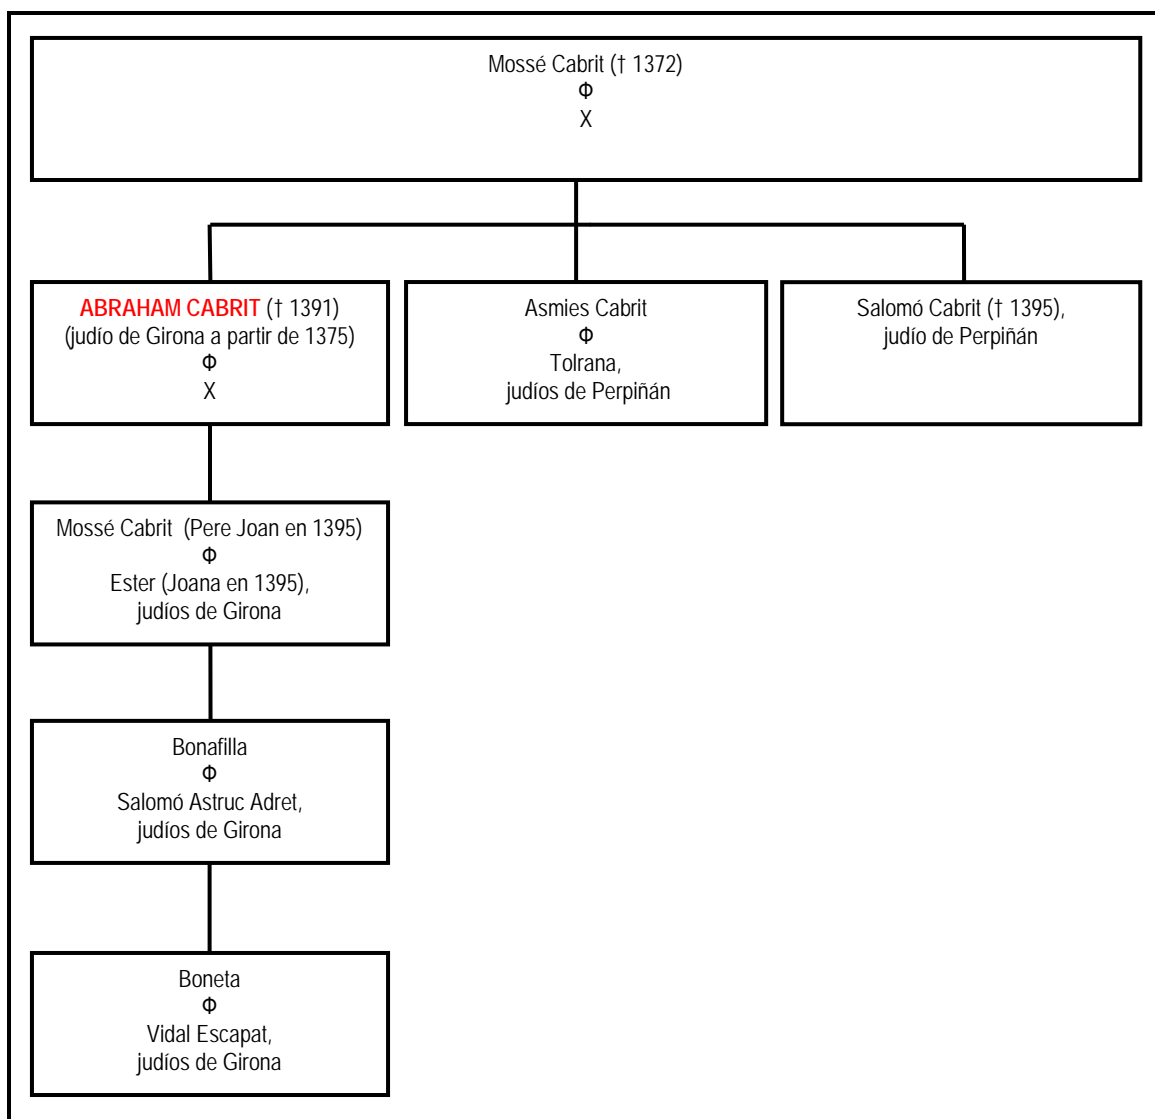 Mossé Cabrit († 1372)
Φ
X
ABRAHAM CABRIT († 1391)
(judío de Girona a partir de 1375)
Φ
X
Asmies Cabrit
Φ
Tolrana,
judíos de Perpiñán
Salomó Cabrit († 1395),
judío de Perpiñán
Mossé Cabrit (Pere Joan en 1395)
Φ
Ester (Joana en 1395),
judíos de Girona
Bonafilla
Φ
Salomó Astruc Adret,
judíos de Girona
Boneta
Φ
Vidal Escapat,
judíos de Girona